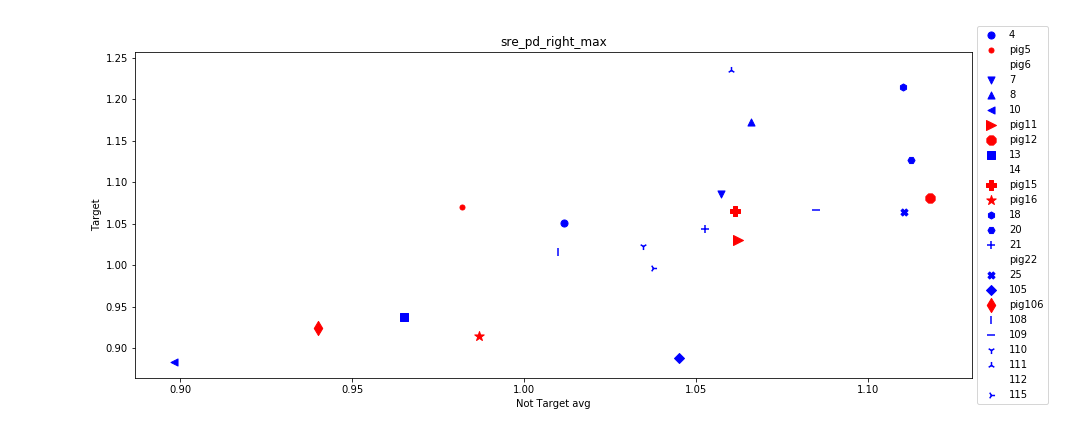 sre_pd_right_max
Target
1.25
1.20
1.15
1.10
1.05
1.00
0.95
0.90
0.90 0.95 1.00 1.05 1.10
Not Target avg
4
pig5
pig6
7
8
10
pig11
pig12
13
14
pig15
pig16
18
20
21
pig22
25
105
pig106
108
109
110
111
112
115